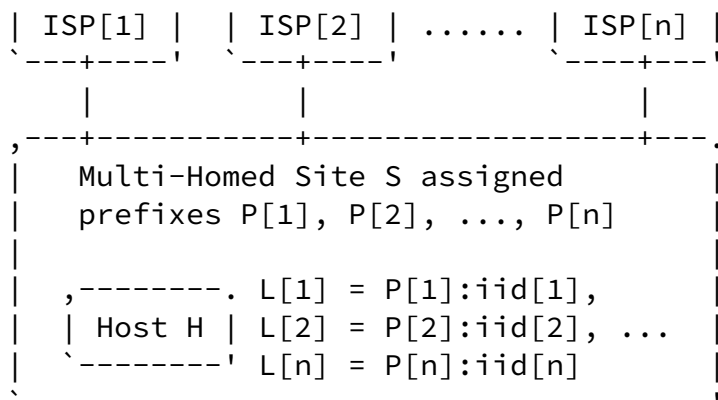 | ISP[1] | | ISP[2] | ...... | ISP[n] |
`---+----' `---+----' `----+---'
| | |
,---+-----------+------------------+---.
| Multi-Homed Site S assigned |
| prefixes P[1], P[2], ..., P[n] |
| |
| ,--------. L[1] = P[1]:iid[1], |
| | Host H | L[2] = P[2]:iid[2], ... |
| `--------' L[n] = P[n]:iid[n] |